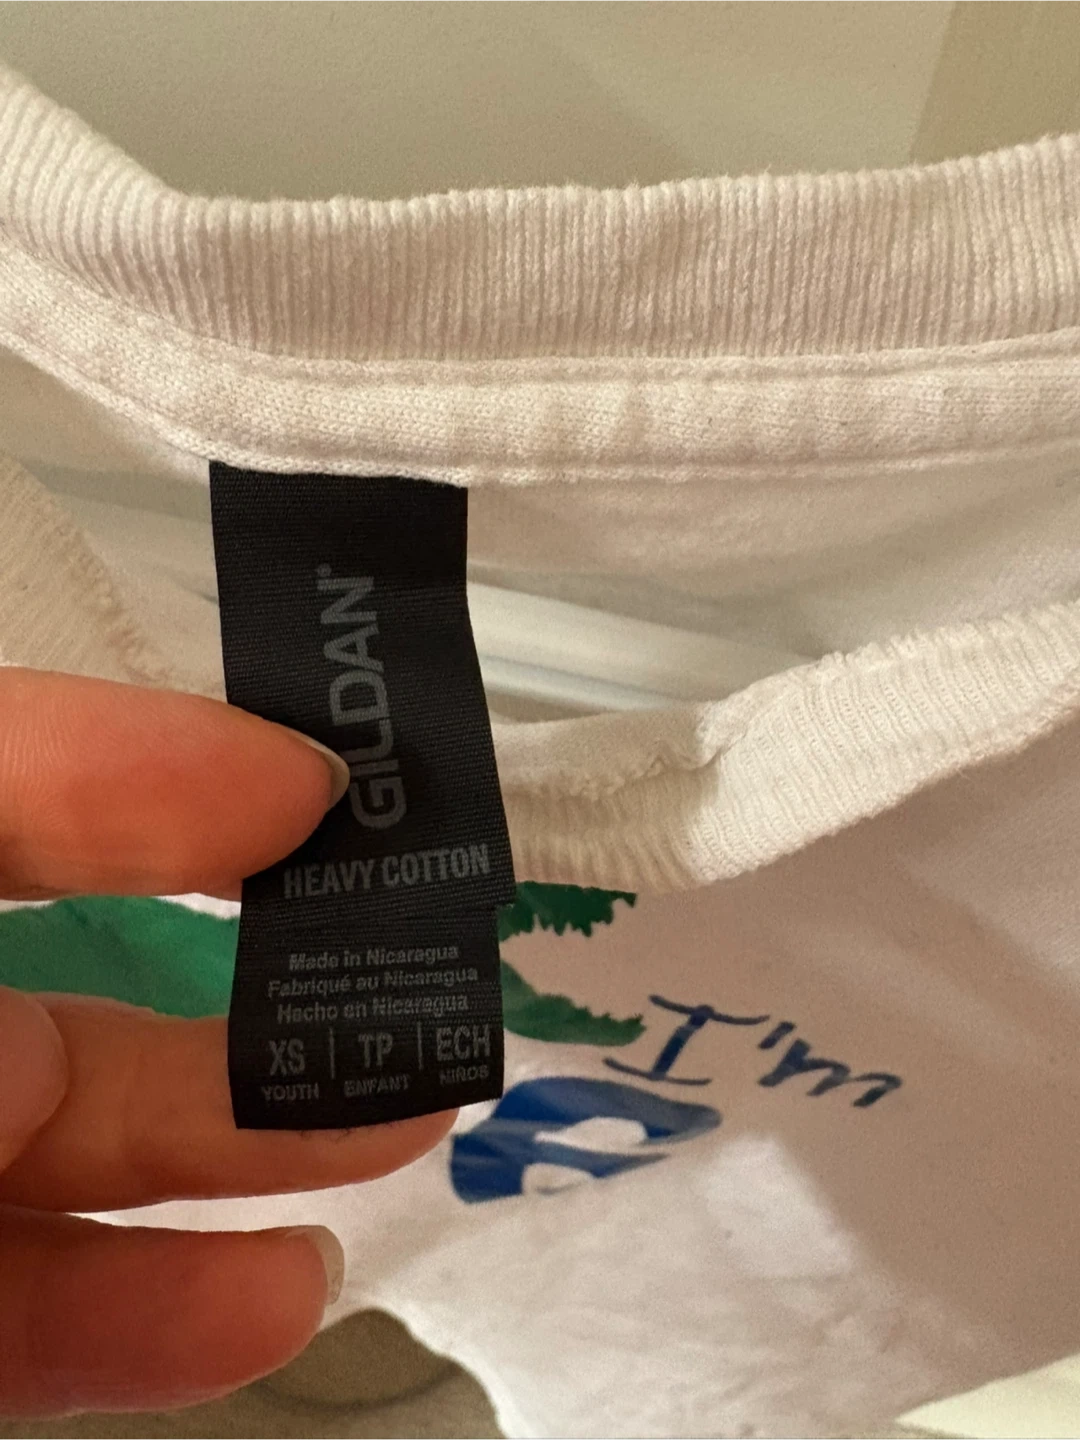 GILDAN®
HEAVY COTTON
Made in Nicaragua
Fabriqué au Nicaragua
Hecho en Nicaragua
XS | TP | ECH
YOUTH ENFANT NIÑOS
I'm